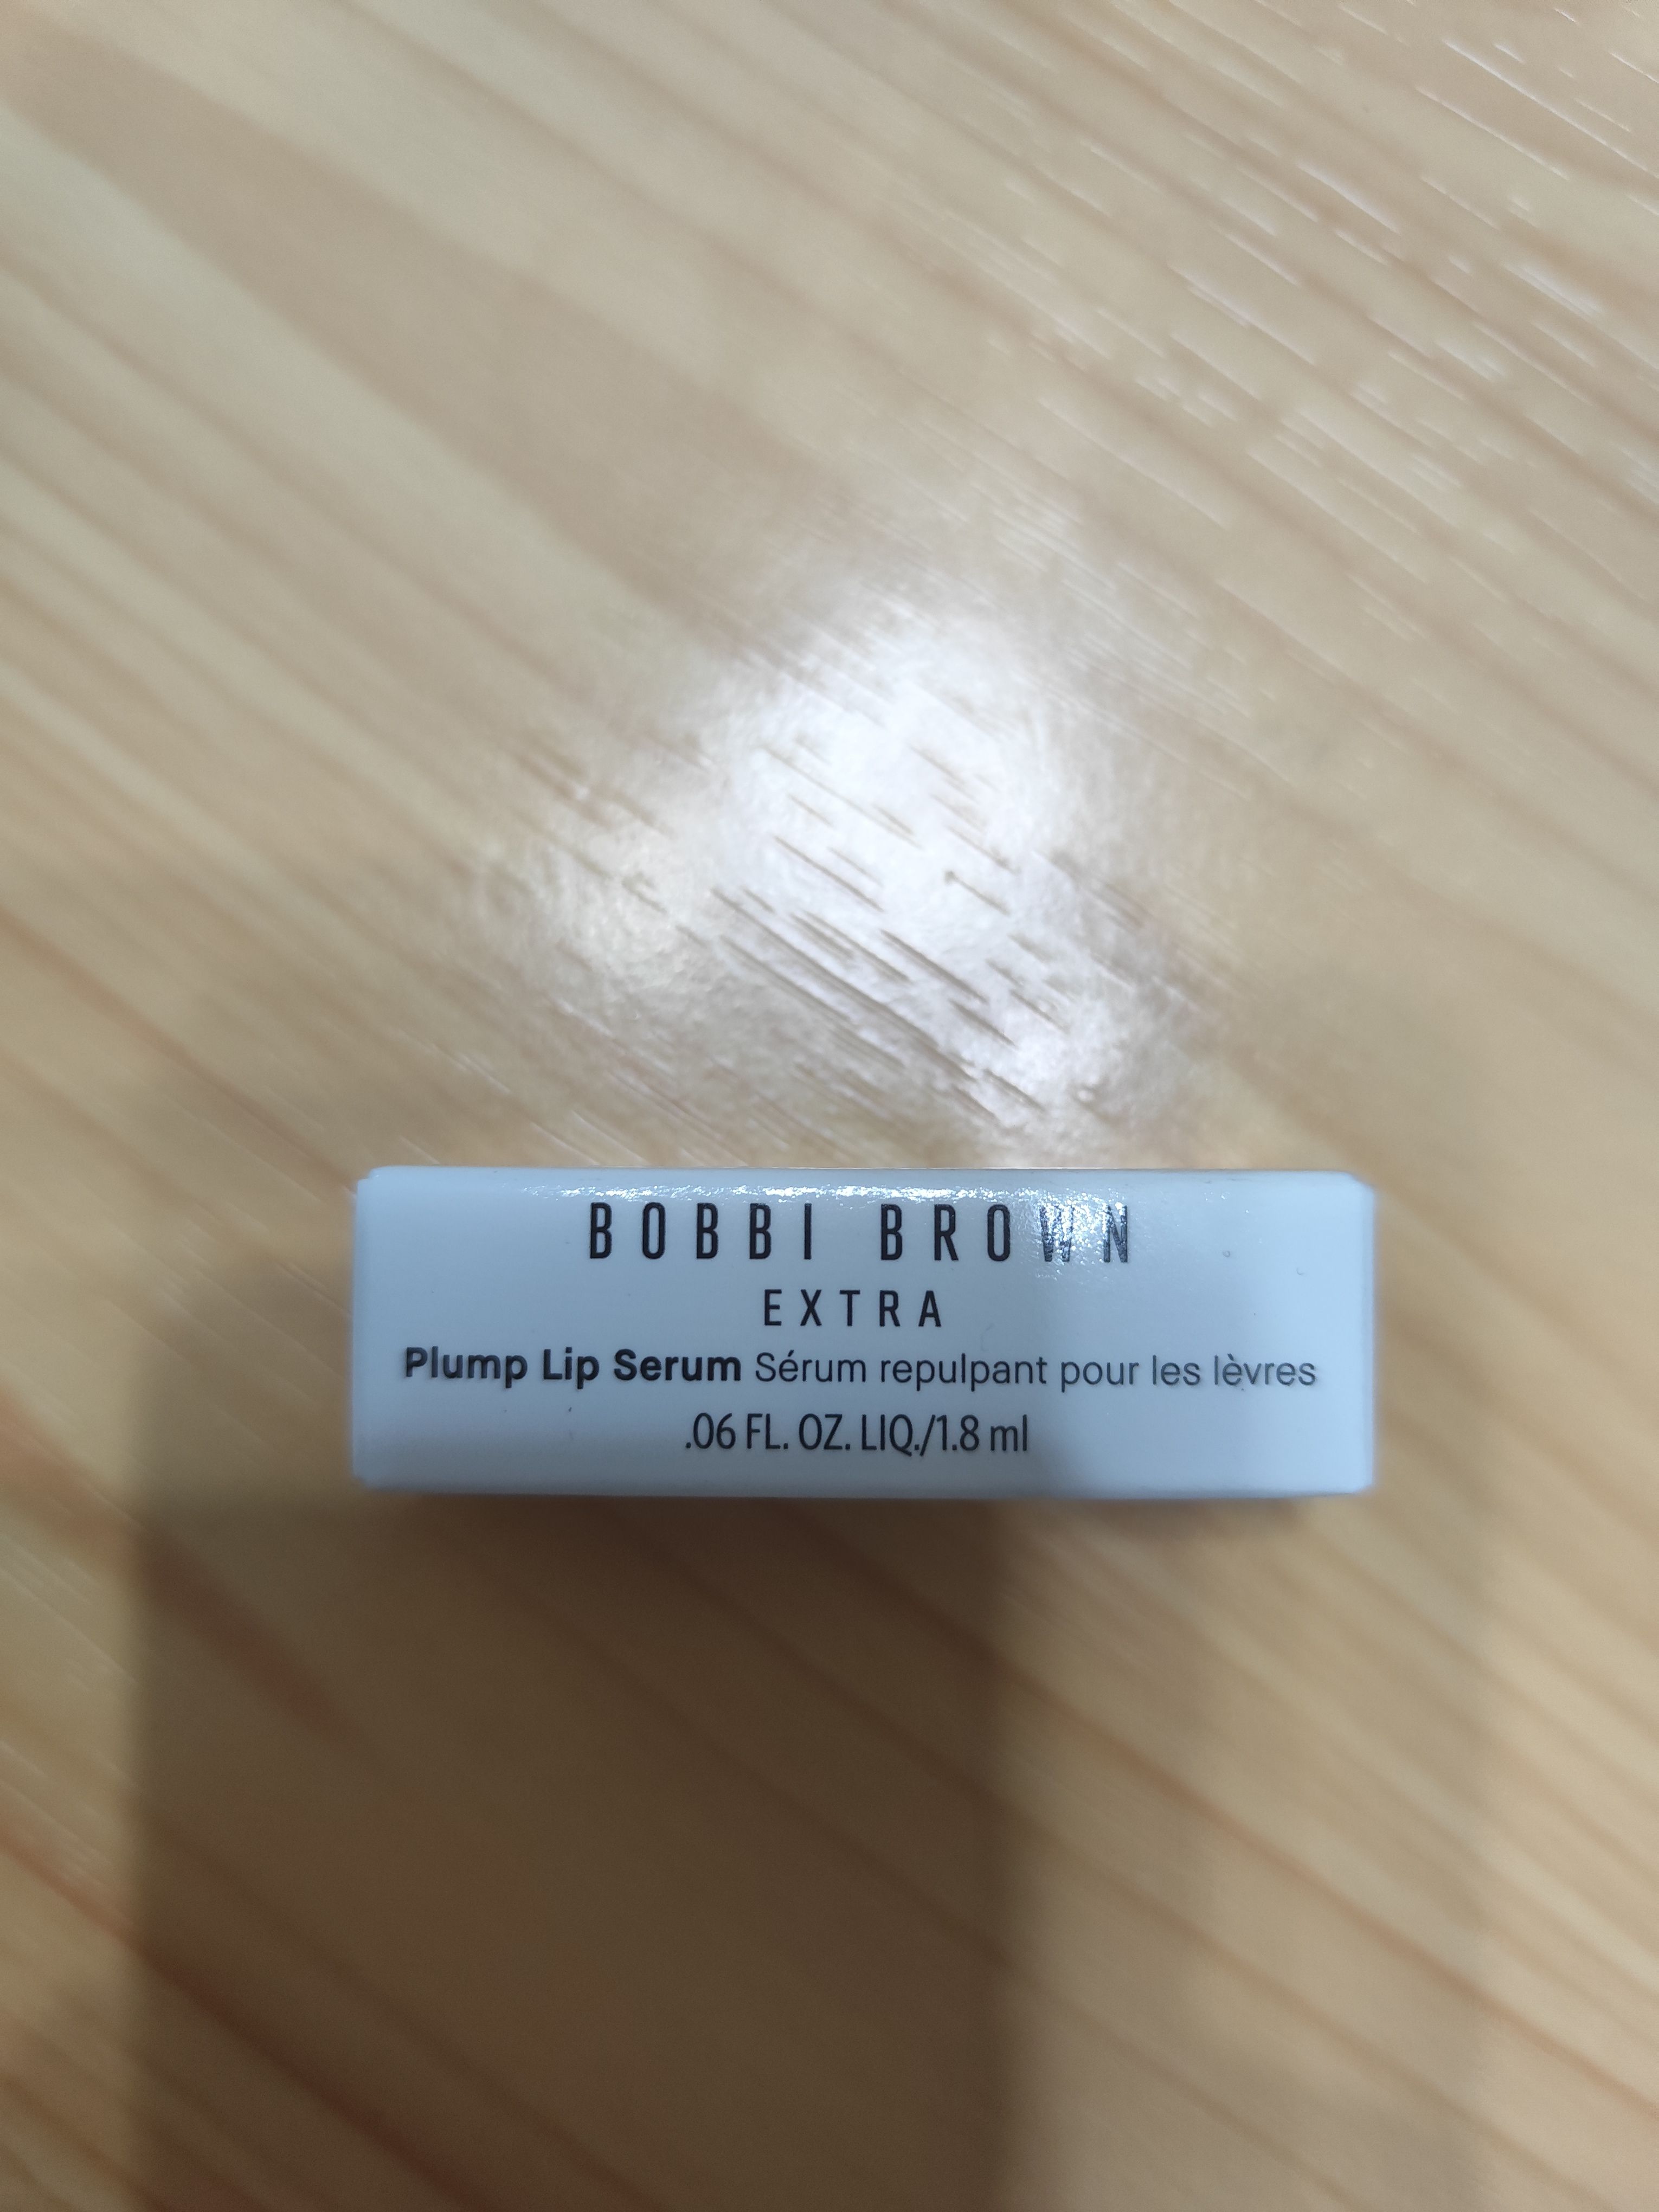 BOBBI BROWN
EXTRA
Plump Lip Serum Sérum repulpant pour les lèvres
.06 FL. OZ. LIQ./1.8 ml